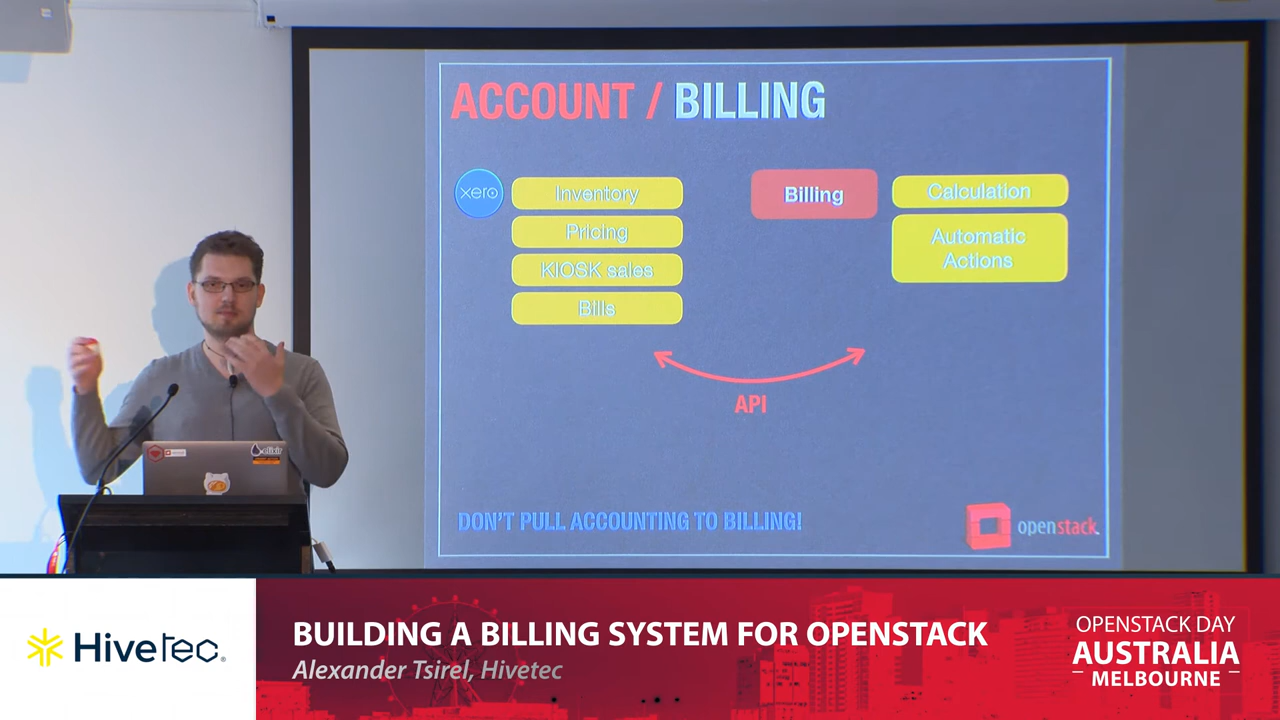 ACCOUNT / BILLING
xero
Inventory
Pricing
KIOSK sales
Bills
Billing
Calculation
Automatic
Actions
API
DON'T PULL ACCOUNTING TO BILLING!
openstack
elixir
Hivetec
BUILDING A BILLING SYSTEM FOR OPENSTACK
Alexander Tsirel, Hivetec
OPENSTACK DAY
AUSTRALIA
MELBOURNE